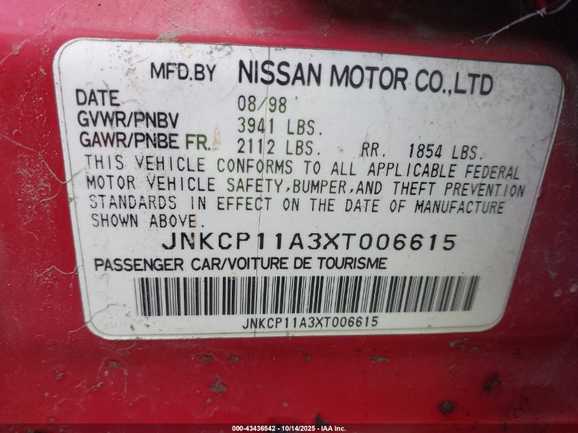 MFD.BY NISSAN MOTOR CO.,LTD
DATE 08/98
GVWR/PNBV 3941 LBS.
GAWR/PNBE FR. 2112 LBS. RR. 1854 LBS.
THIS VEHICLE CONFORMS TO ALL APPLICABLE FEDERAL
MOTOR VEHICLE SAFETY,BUMPER,AND THEFT PREVENTION
STANDARDS IN EFFECT ON THE DATE OF MANUFACTURE
SHOWN ABOVE.
JNKCP11A3XT006615
PASSENGER CAR/VOITURE DE TOURISME
JNKCP11A3XT006615
000-43436542 - 10/14/2025 - IAA Inc.